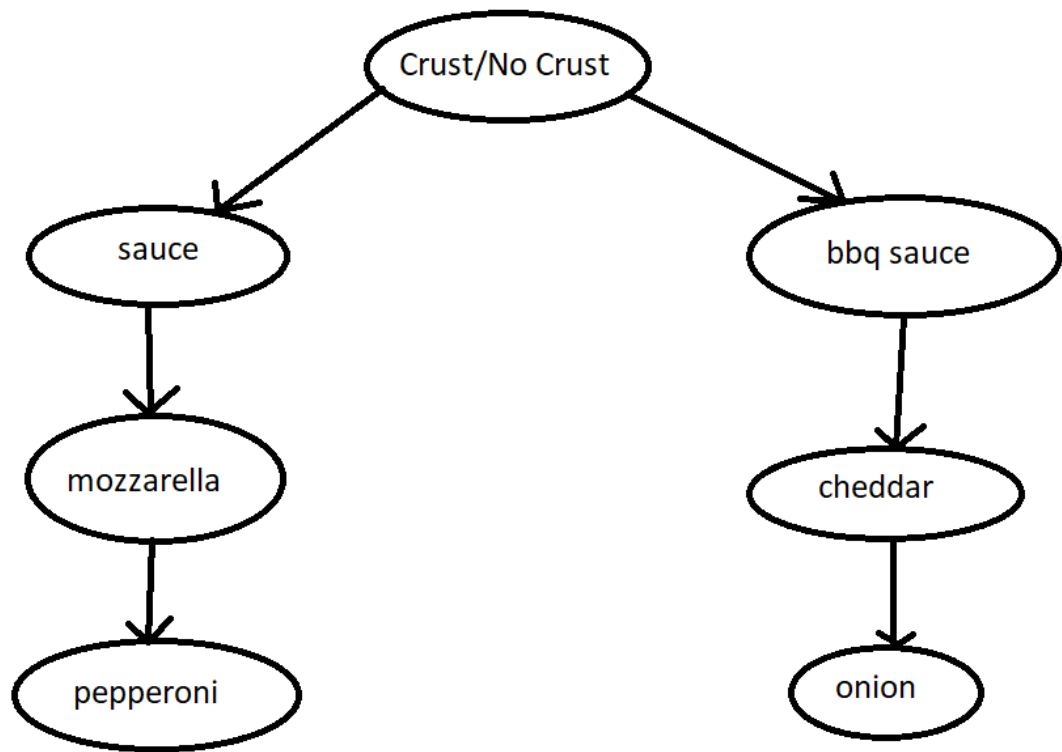 Crust/No Crust
sauce
bbq sauce
mozzarella
cheddar
pepperoni
onion